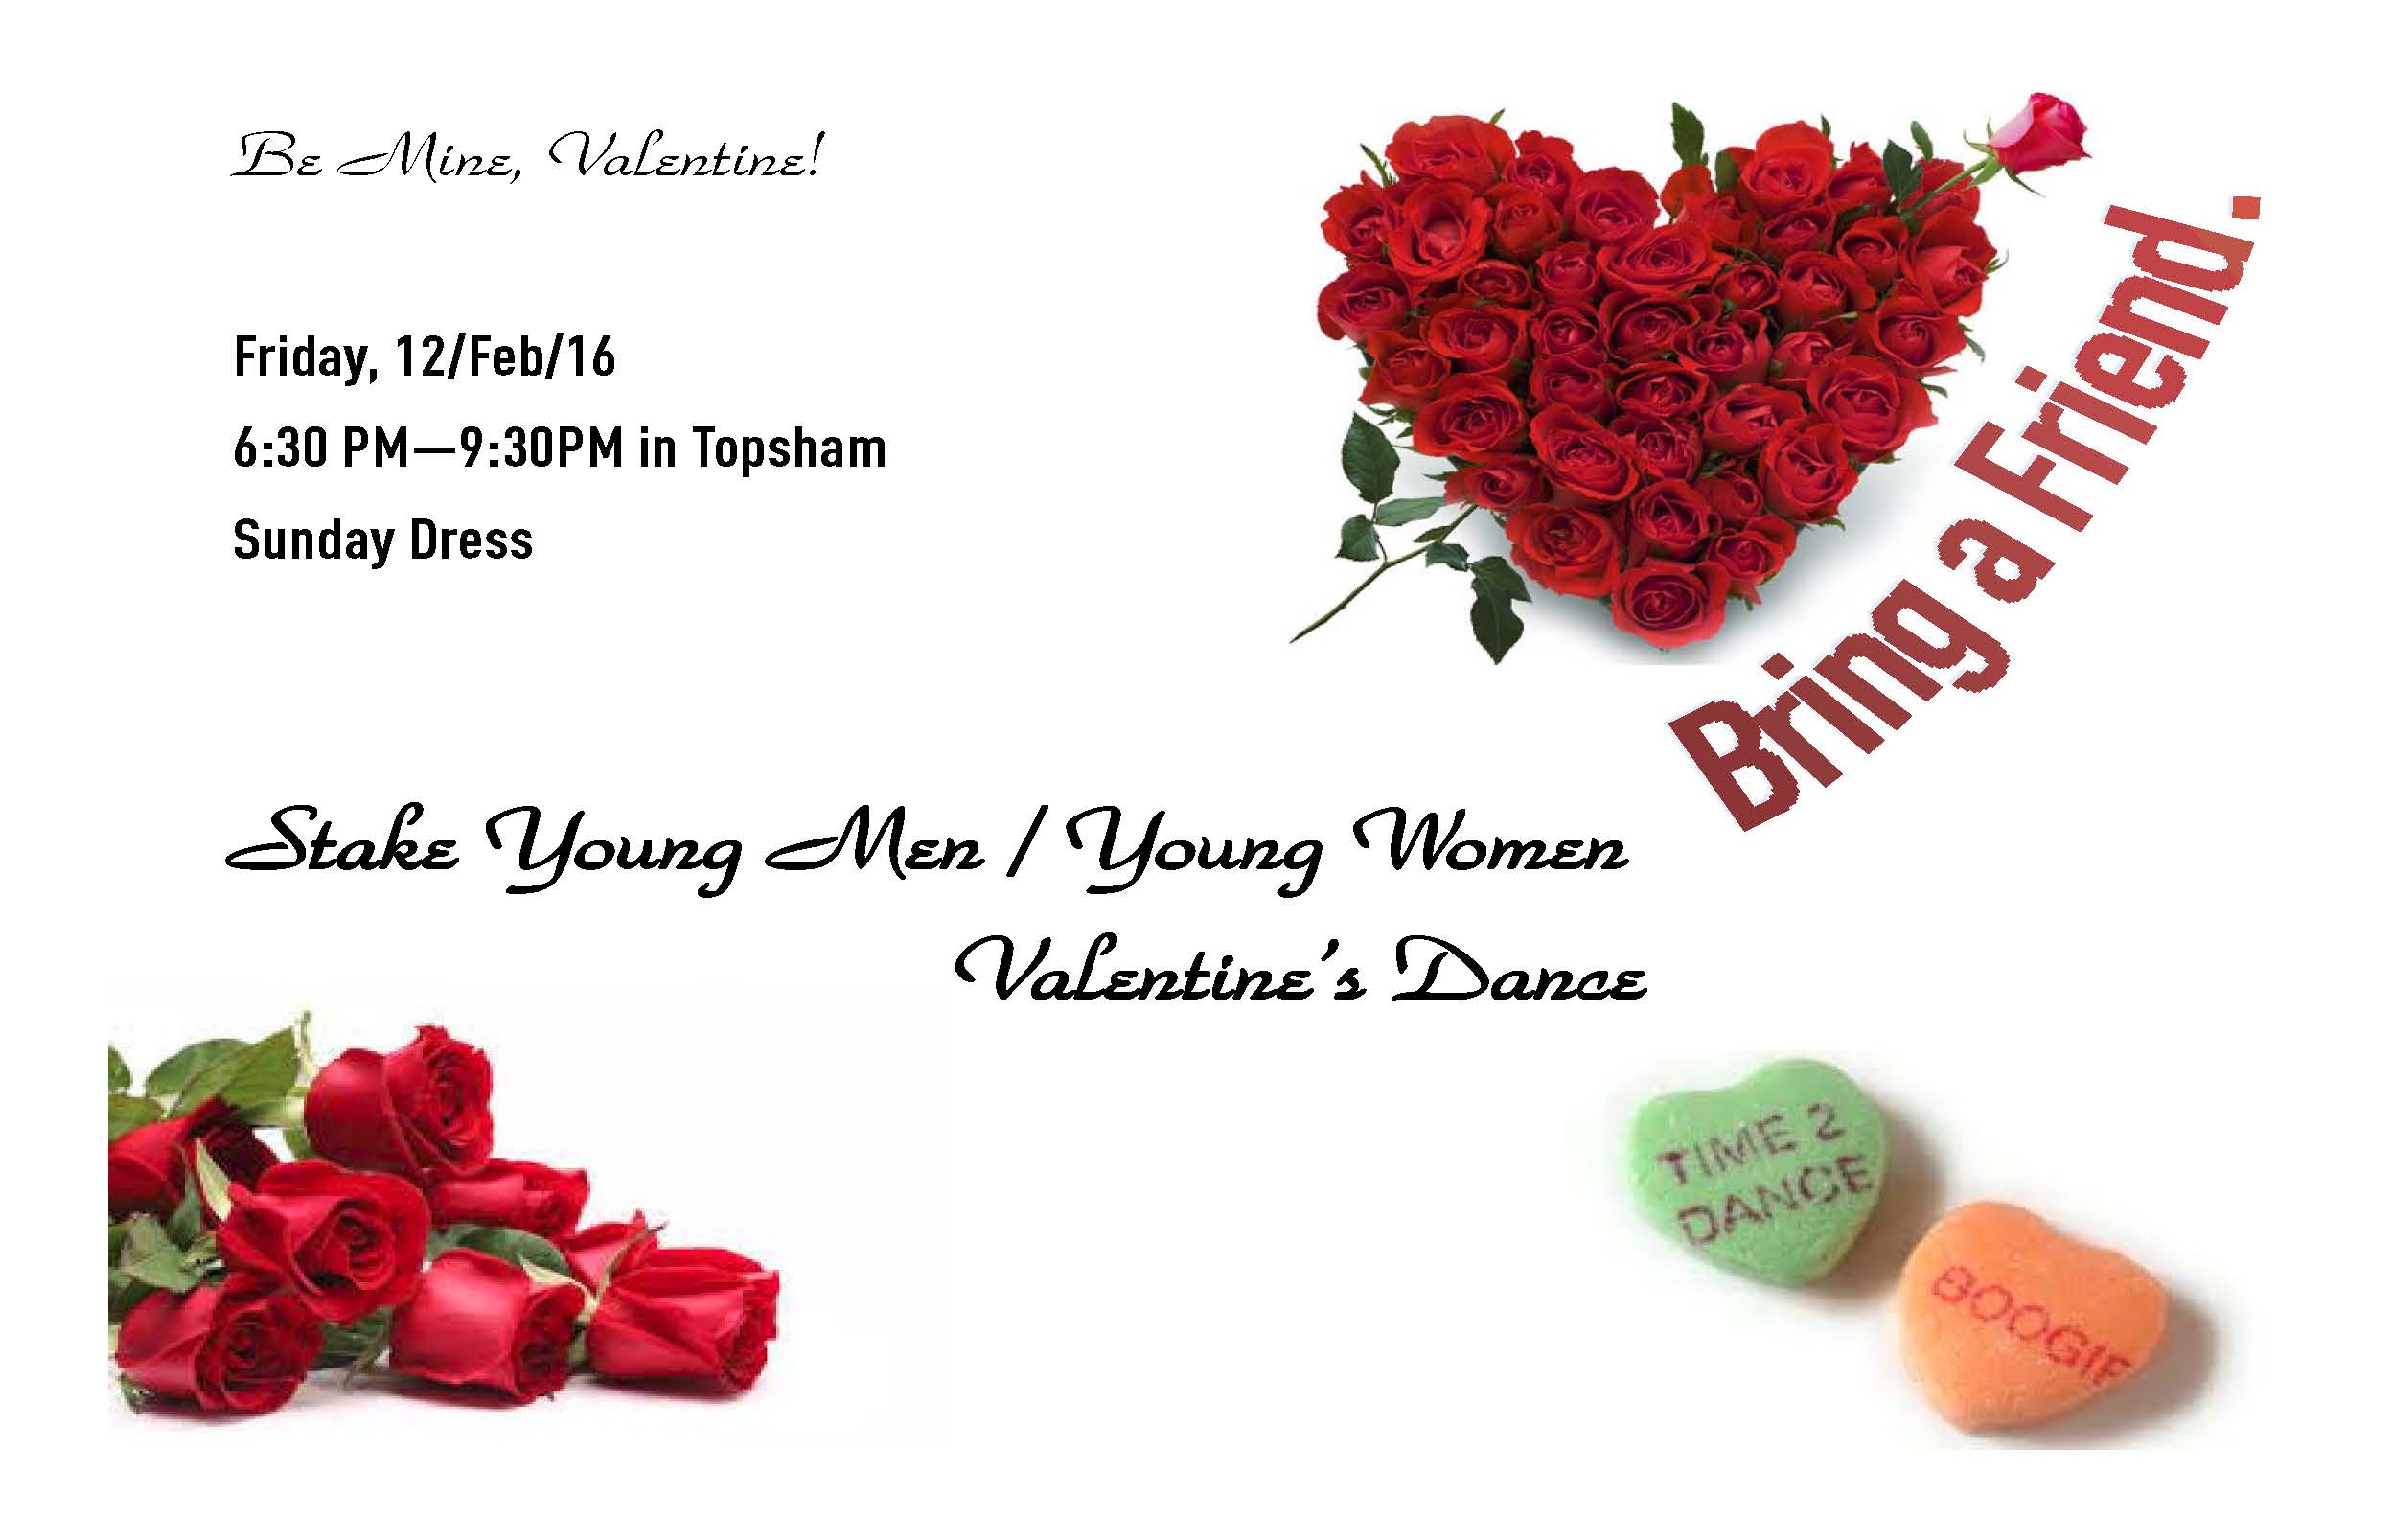 Be Mine, Valentine!
Friday, 12/Feb/16
6:30 PM—9:30PM in Topsham
Sunday Dress
Bring a Friend.
Stake Young Men / Young Women
Valentine's Dance
TIME 2
DANCE
BOOGIE